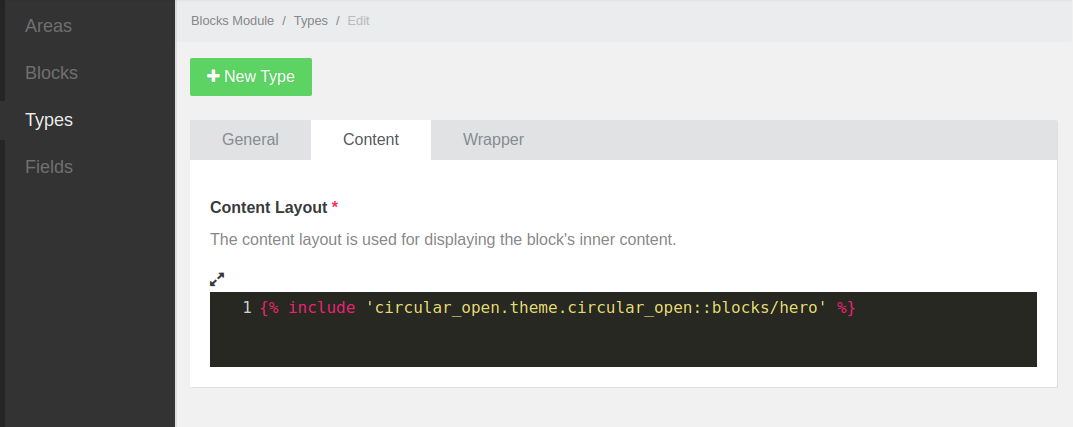 Areas
Blocks
Types
Fields
Blocks Module / Types / Edit
New Type
General Content Wrapper
Content Layout *
The content layout is used for displaying the block's inner content.
1 {% include 'circular_open.theme.circular_open::blocks/hero' %}